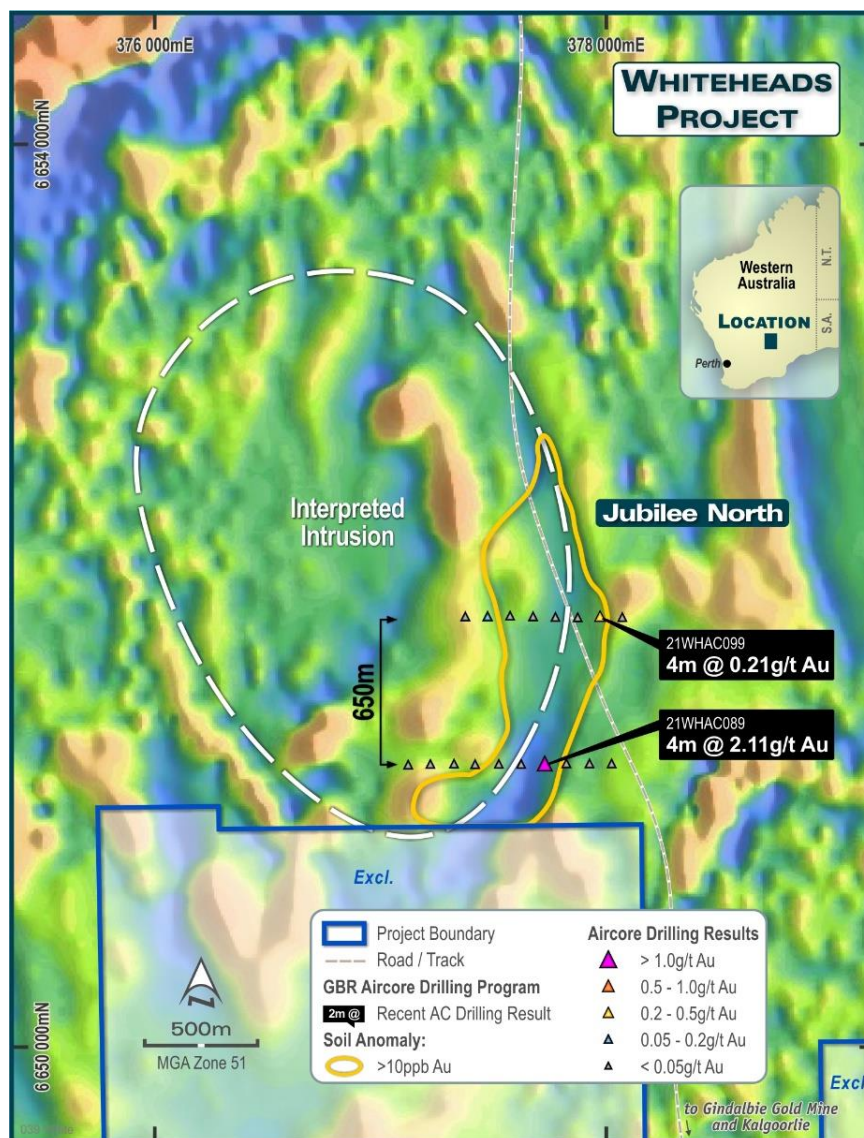 376 000mE
378 000mE
WHITEHEADS
PROJECT
6 654 000mN
Western
Australia
N.T.
S.A.
LOCATION
Perth
Interpreted
Intrusion
Jubilee North
650m
21WHAC099
4m @ 0.21g/t Au
21WHAC089
4m @ 2.11g/t Au
Excl.
Project Boundary
Road / Track
GBR Aircore Drilling Program
2m @
Recent AC Drilling Result
Soil Anomaly:
>10ppb Au
Aircore Drilling Results
> 1.0g/t Au
0.5 - 1.0g/t Au
0.2 - 0.5g/t Au
0.05 - 0.2g/t Au
< 0.05g/t Au
N
500m
MGA Zone 51
6 650 000mN
Excl
to Gindalbie Gold Mine
and Kalgoorlie